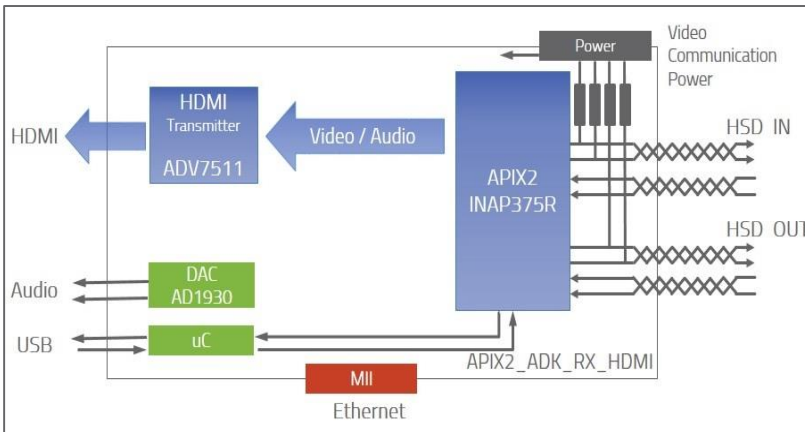 Power
Video
Communication
Power
HDMI
Transmitter
ADV7511
HDMI
Video / Audio
APIX2
INAP375R
HSD IN
HSD OUT
DAC
AD1930
Audio
uC
USB
APIX2_ADK_RX_HDMI
MII
Ethernet